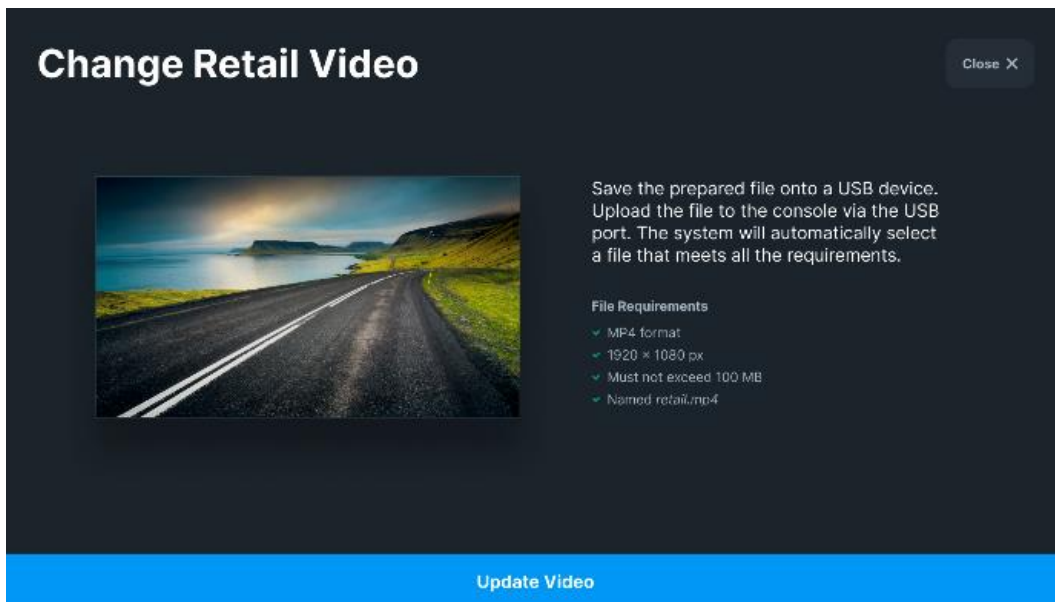 Change Retail Video
Close ×
Save the prepared file onto a USB device.
Upload the file to the console via the USB
port. The system will automatically select
a file that meets all the requirements.
File Requirements
MP4 format
1920 × 1080 px
Must not exceed 100 MB
Named retail.mp4
Update Video